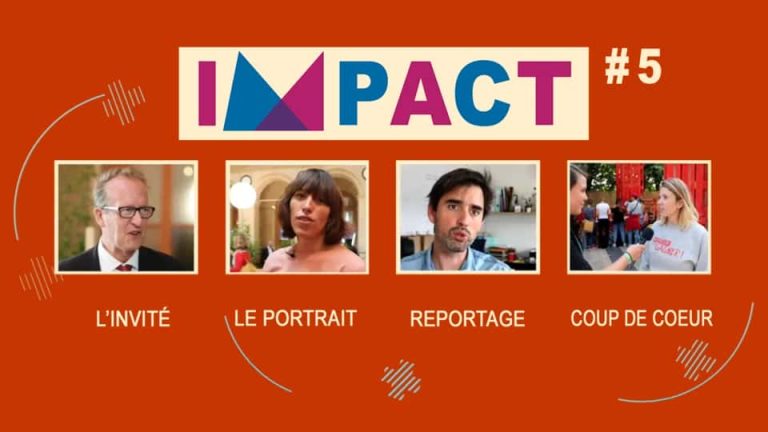 IMPACT #5
L'INVITÉ
LE PORTRAIT
REPORTAGE
COUP DE COEUR